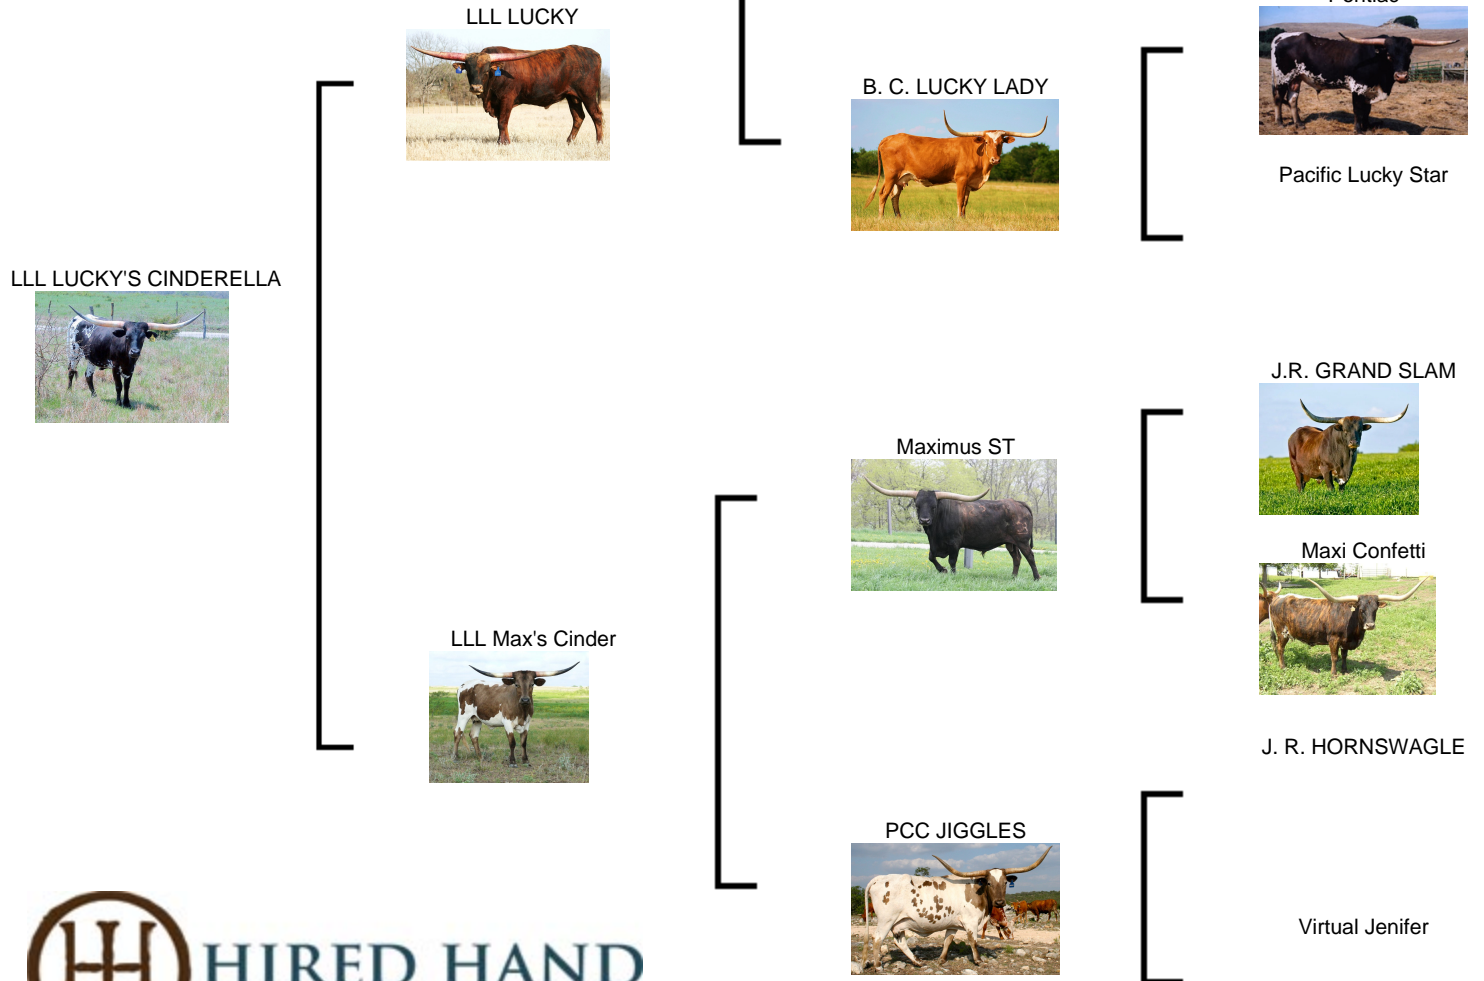 LLL LUCKY
B. C. LUCKY LADY
Pacific Lucky Star
LLL LUCKY'S CINDERELLA
J.R. GRAND SLAM
Maximus ST
Maxi Confetti
LLL Max's Cinder
J. R. HORNSWAGLE
PCC JIGGLES
Virtual Jenifer
HIRED HAND